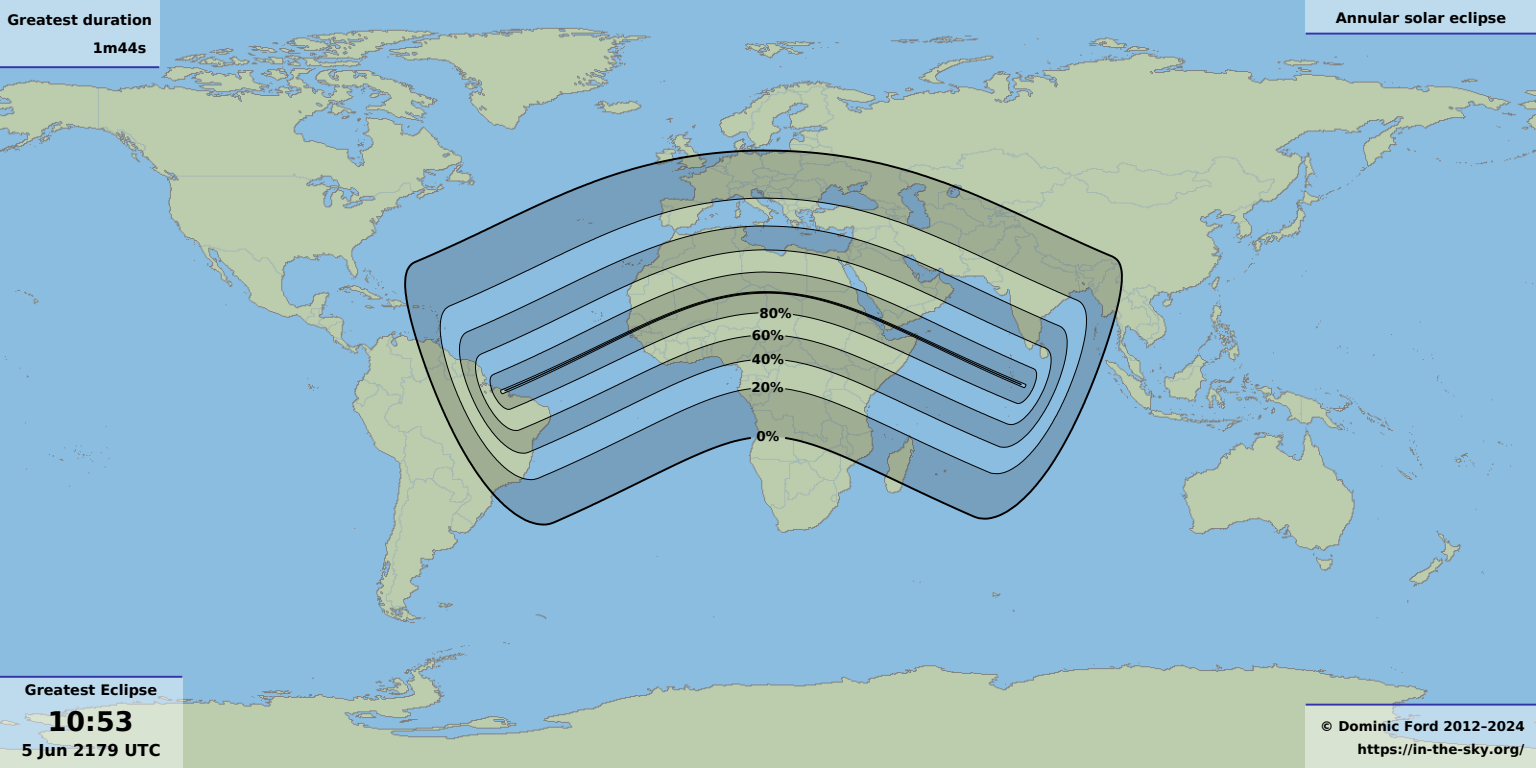 Greatest duration
1m44s
Annular solar eclipse
80%
60%
40%
20%
0%
Greatest Eclipse
10:53
5 Jun 2179 UTC
© Dominic Ford 2012–2024
https://in-the-sky.org/